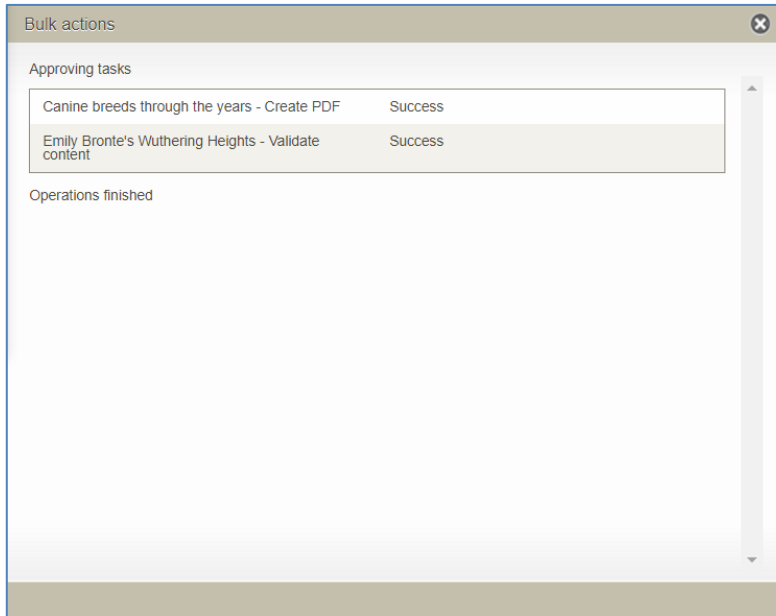 Bulk actions
Approving tasks
Canine breeds through the years - Create PDF Success
Emily Bronte's Wuthering Heights - Validate Success
content
Operations finished